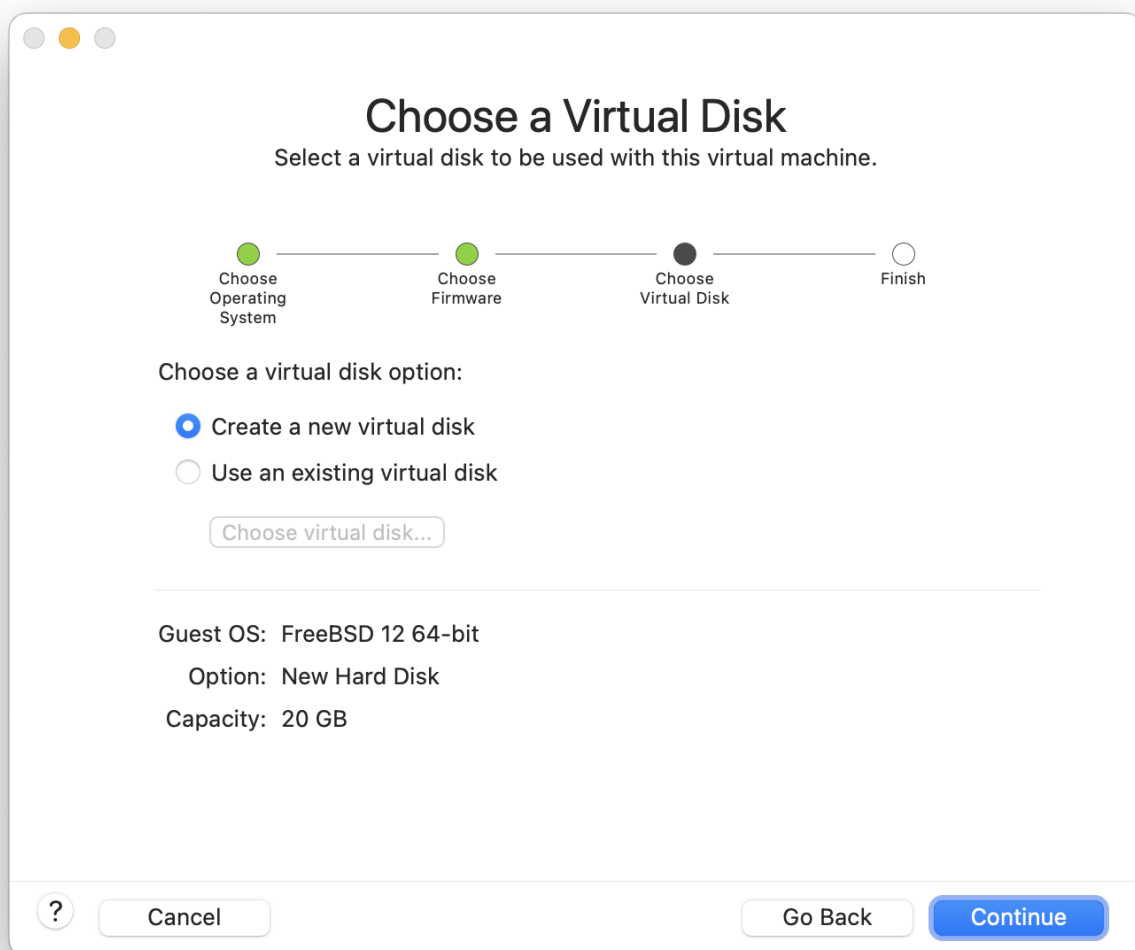 Choose a Virtual Disk
Select a virtual disk to be used with this virtual machine.
Choose
Operating
System
Choose
Firmware
Choose
Virtual Disk
Finish
Choose a virtual disk option:
Create a new virtual disk
Use an existing virtual disk
Choose virtual disk...
Guest OS: FreeBSD 12 64-bit
Option: New Hard Disk
Capacity: 20 GB
? Cancel Go Back Continue